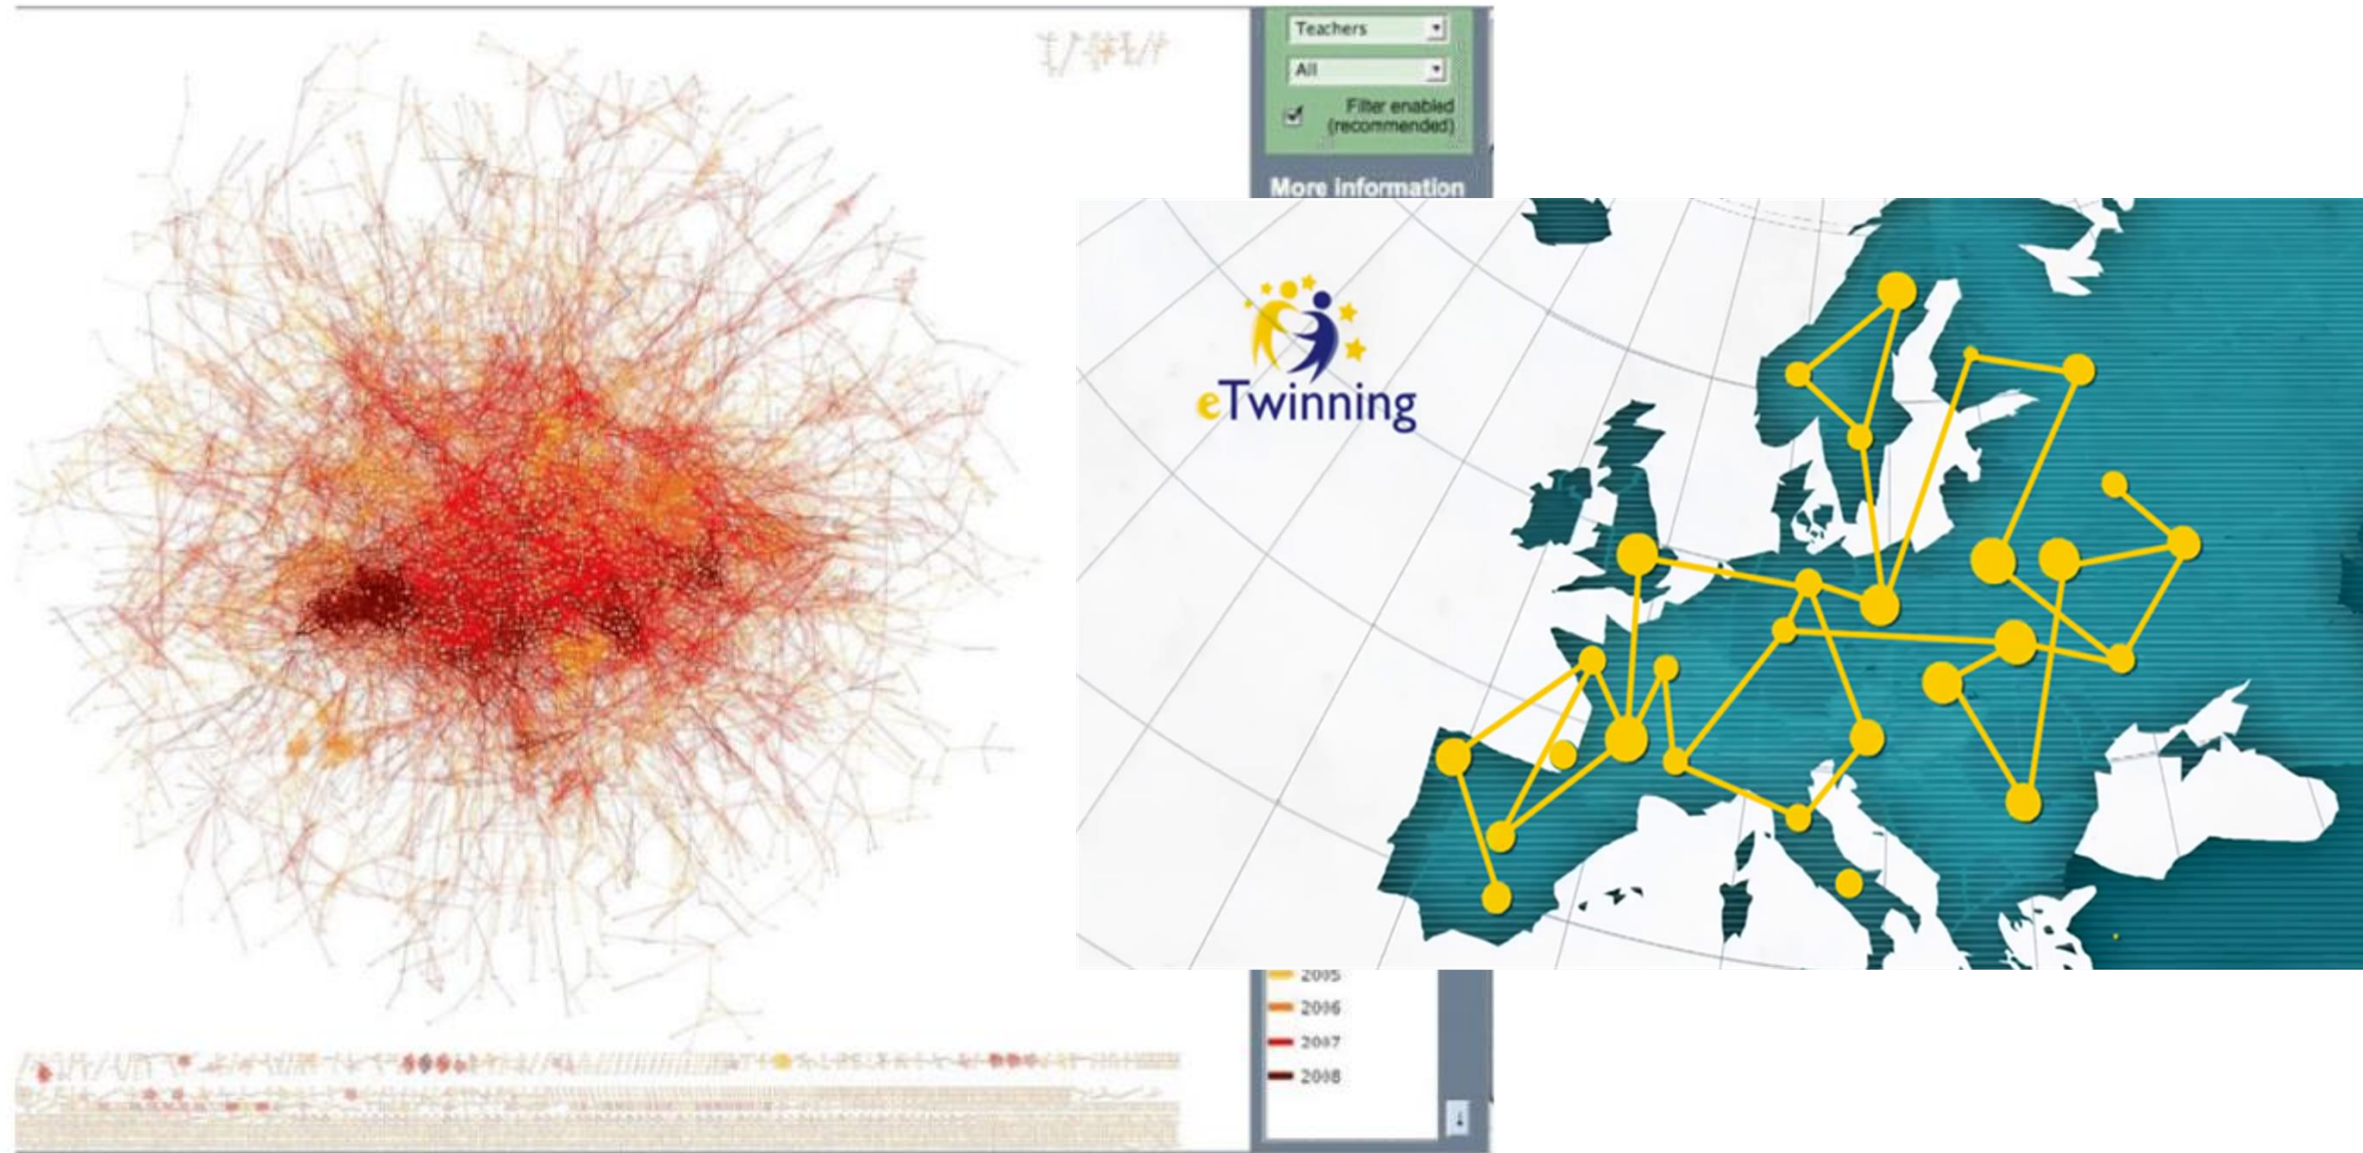 Teachers
All
Filter enabled
(recommended)
More information
eTwinning
2005
2006
2007
2008